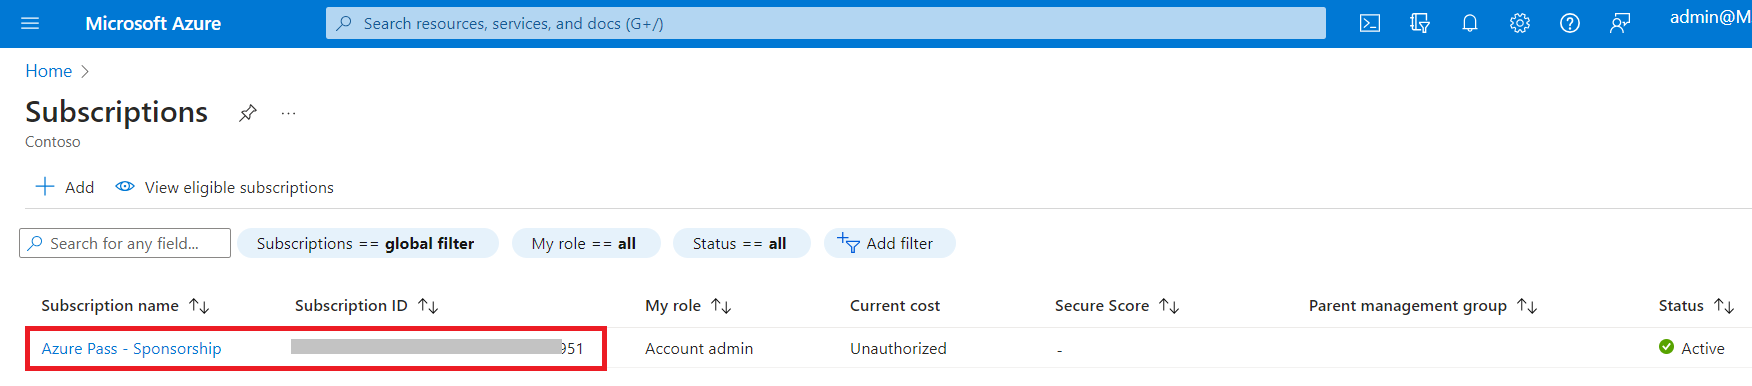 Microsoft Azure Search resources, services, and docs (G+/) admin@M
Home
Subscriptions ...
Contoso
Add View eligible subscriptions
Search for any field... Subscriptions == global filter My role == all Status == all Add filter
Subscription name Subscription ID My role Current cost Secure Score Parent management group Status
Azure Pass - Sponsorship 951 Account admin Unauthorized - Active